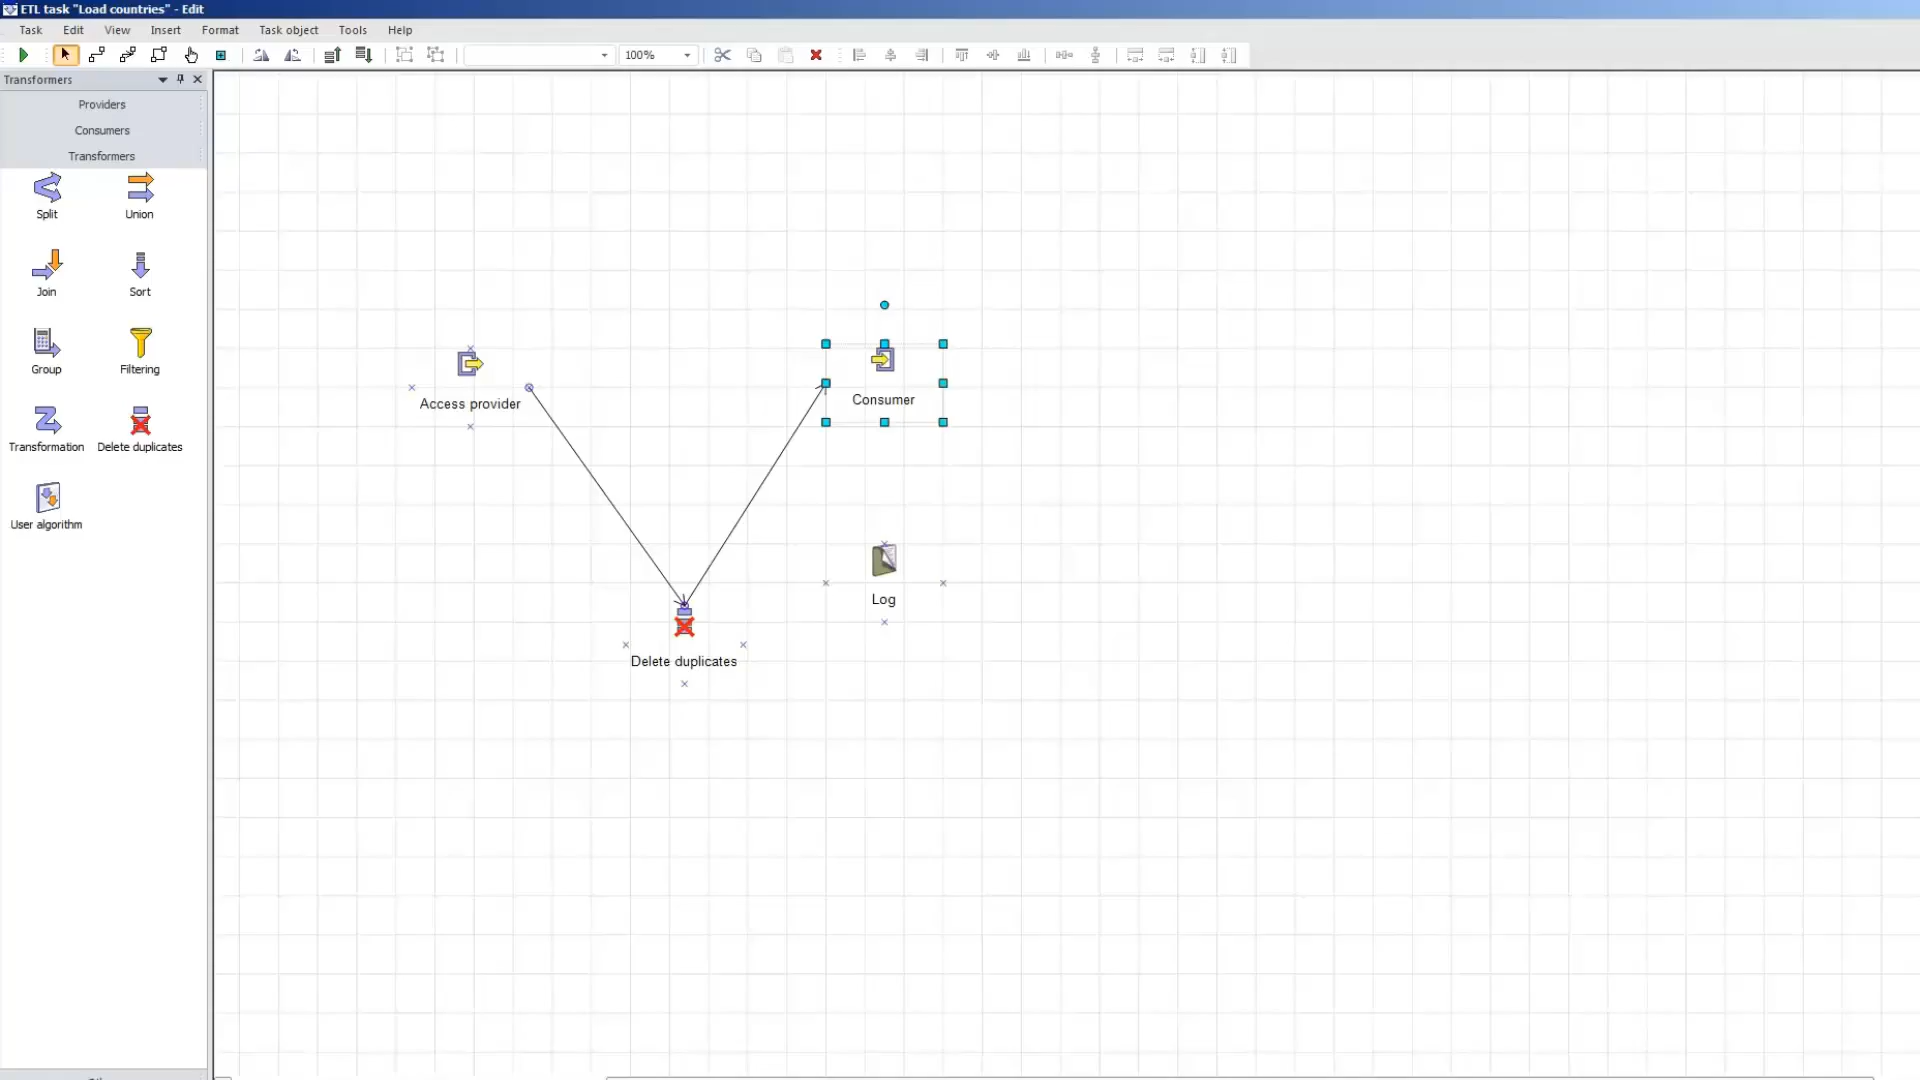 ETL task "Load countries" - Edit
Task Edit View Insert Format Task object Tools Help
100%
Transformers
Providers
Consumers
Transformers
Split Union
Join Sort
Group Filtering
Transformation Delete duplicates
User algorithm
Access provider
Consumer
Log
Delete duplicates